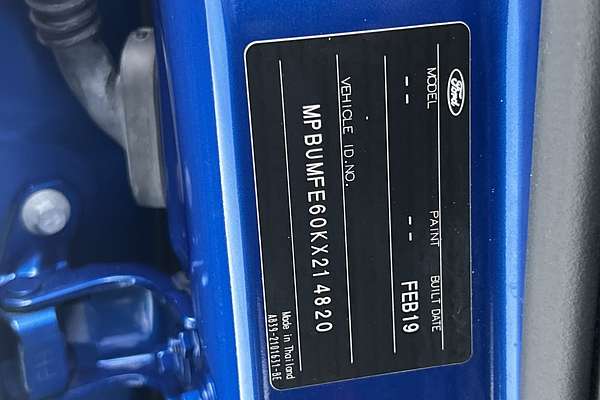 Ford
MODEL PAINT BUILT DATE
-- -- FEB19
VEHICLE ID.NO.
MPBUMFE60KX214820
Made in Thailand
AB39-2101631-BE